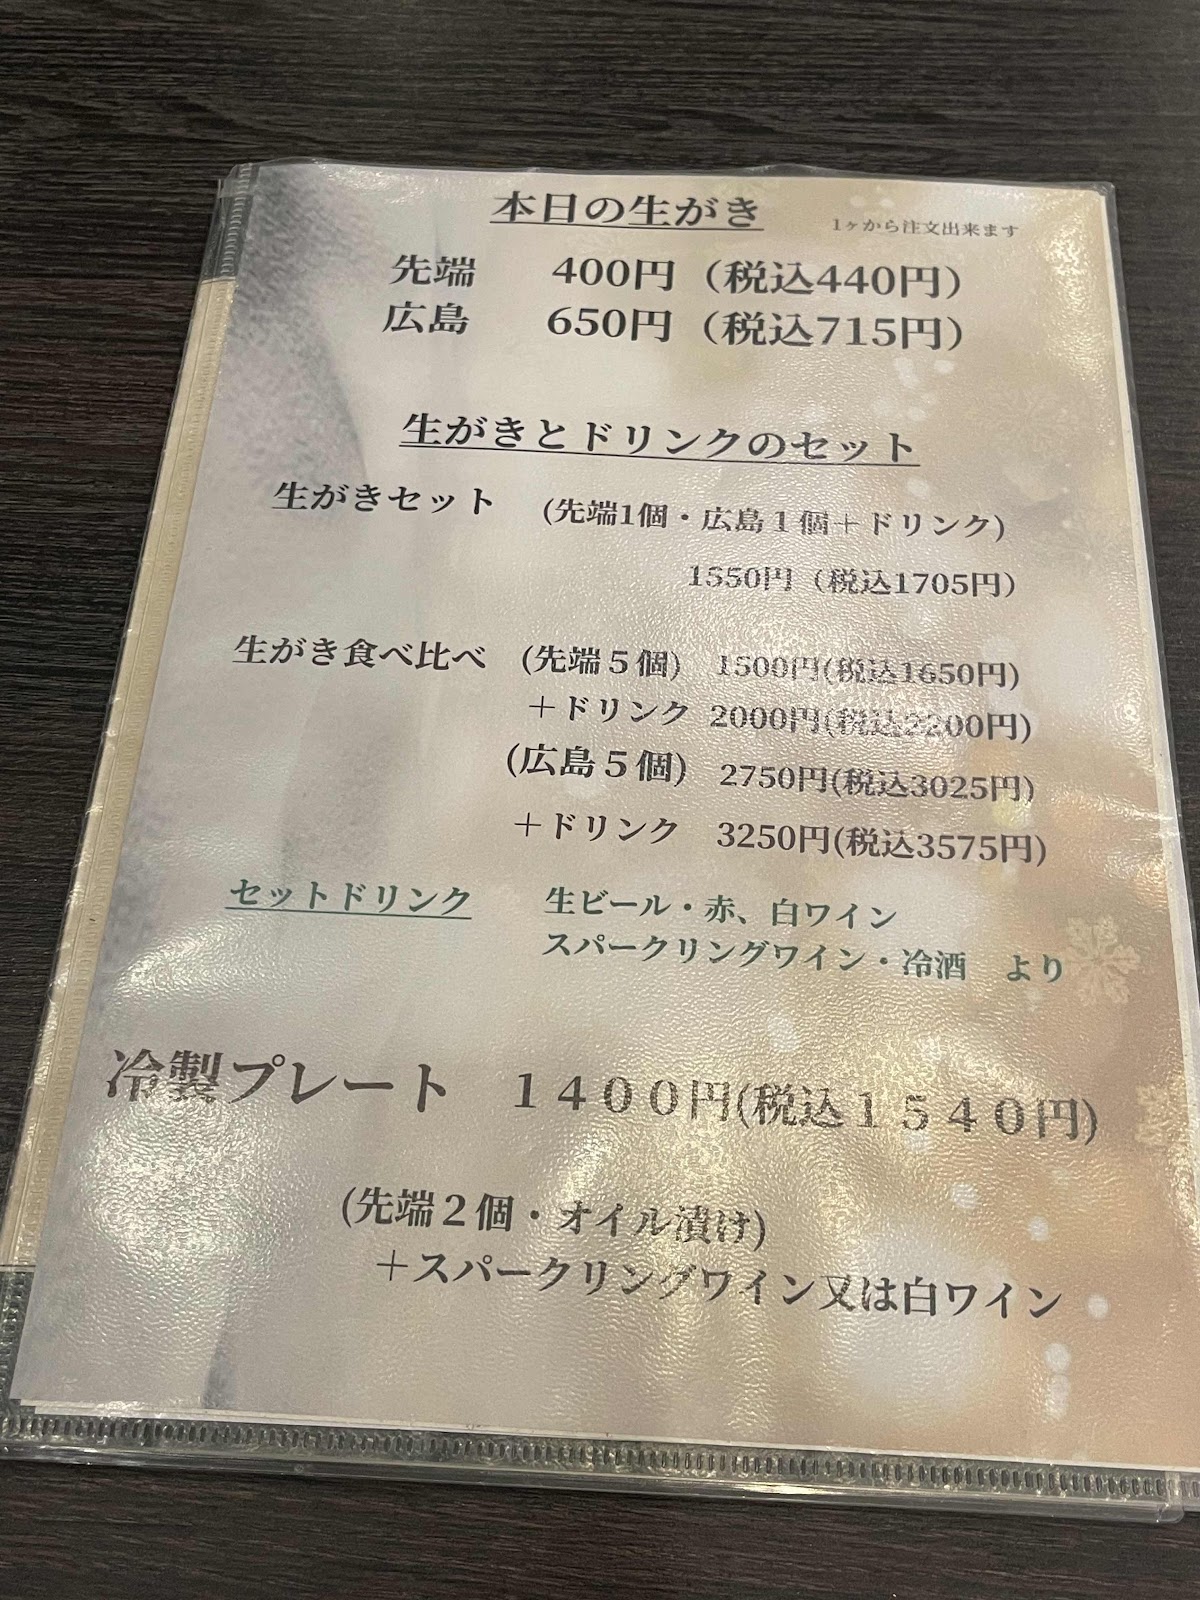 本日の生がき　1ヶから注文出来ます
先端　400円（税込440円）
広島　650円（税込715円）
生がきとドリンクのセット
生がきセット　(先端1個・広島１個＋ドリンク)
1550円（税込1705円）
生がき食べ比べ　(先端５個)　1500円(税込1650円)
＋ドリンク　2000円(税込2200円)
(広島５個)　2750円(税込3025円)
＋ドリンク　3250円(税込3575円)
セットドリンク　生ビール・赤、白ワイン
スパークリングワイン・冷酒　より
冷製プレート　１４００円(税込１５４０円)
(先端２個・オイル漬け)
＋スパークリングワイン又は白ワイン